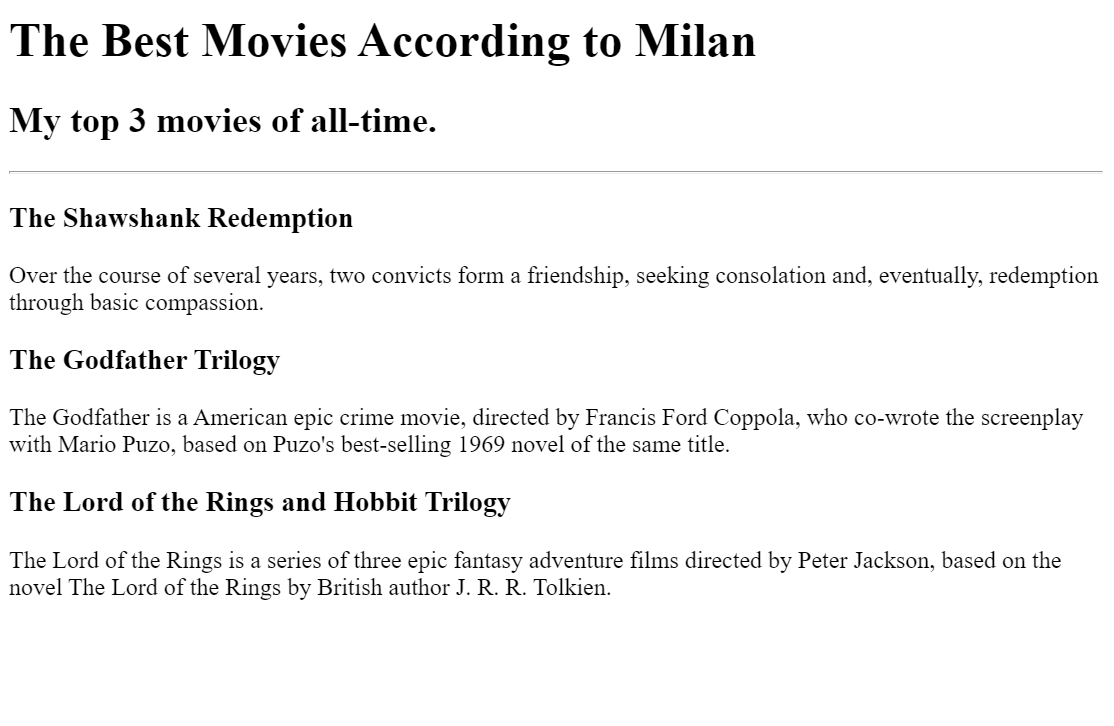 The Best Movies According to Milan
My top 3 movies of all-time.
The Shawshank Redemption
Over the course of several years, two convicts form a friendship, seeking consolation and, eventually, redemption
through basic compassion.
The Godfather Trilogy
The Godfather is a American epic crime movie, directed by Francis Ford Coppola, who co-wrote the screenplay
with Mario Puzo, based on Puzo's best-selling 1969 novel of the same title.
The Lord of the Rings and Hobbit Trilogy
The Lord of the Rings is a series of three epic fantasy adventure films directed by Peter Jackson, based on the
novel The Lord of the Rings by British author J. R. R. Tolkien.